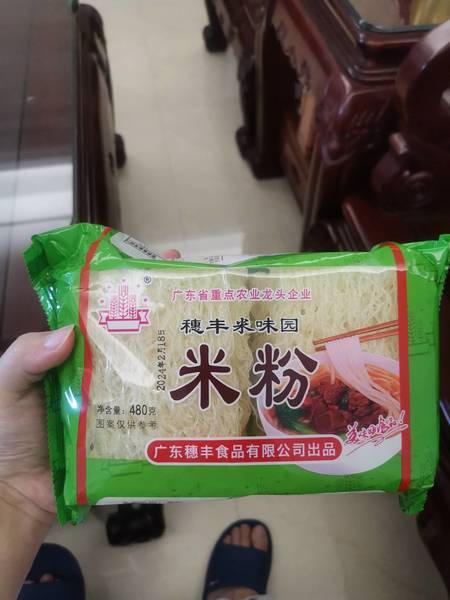 广东省重点农业龙头企业
穗丰米味园
米粉
2024年2月18日
净含量：480克
图案仅供参考
广东穗丰食品有限公司出品